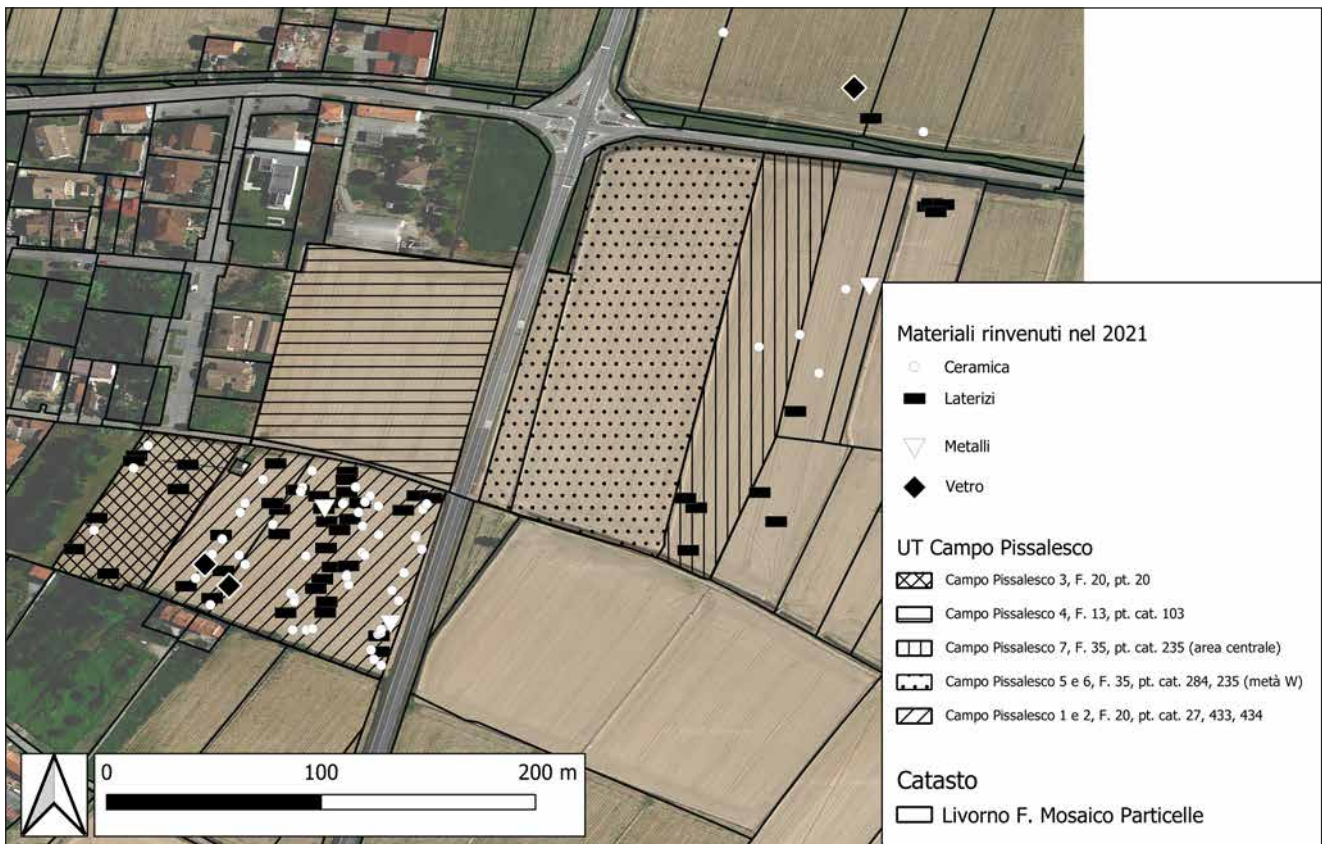 Materiali rinvenuti nel 2021
Ceramica
Laterizi
Metalli
Vetro
UT Campo Pissalesco
Campo Pissalesco 3, F. 20, pt. 20
Campo Pissalesco 4, F. 13, pt. cat. 103
Campo Pissalesco 7, F. 35, pt. cat. 235 (area centrale)
Campo Pissalesco 5 e 6, F. 35, pt. cat. 284, 235 (metà W)
Campo Pissalesco 1 e 2, F. 20, pt. cat. 27, 433, 434
Catasto
Livorno F. Mosaico Particelle
0 100 200 m